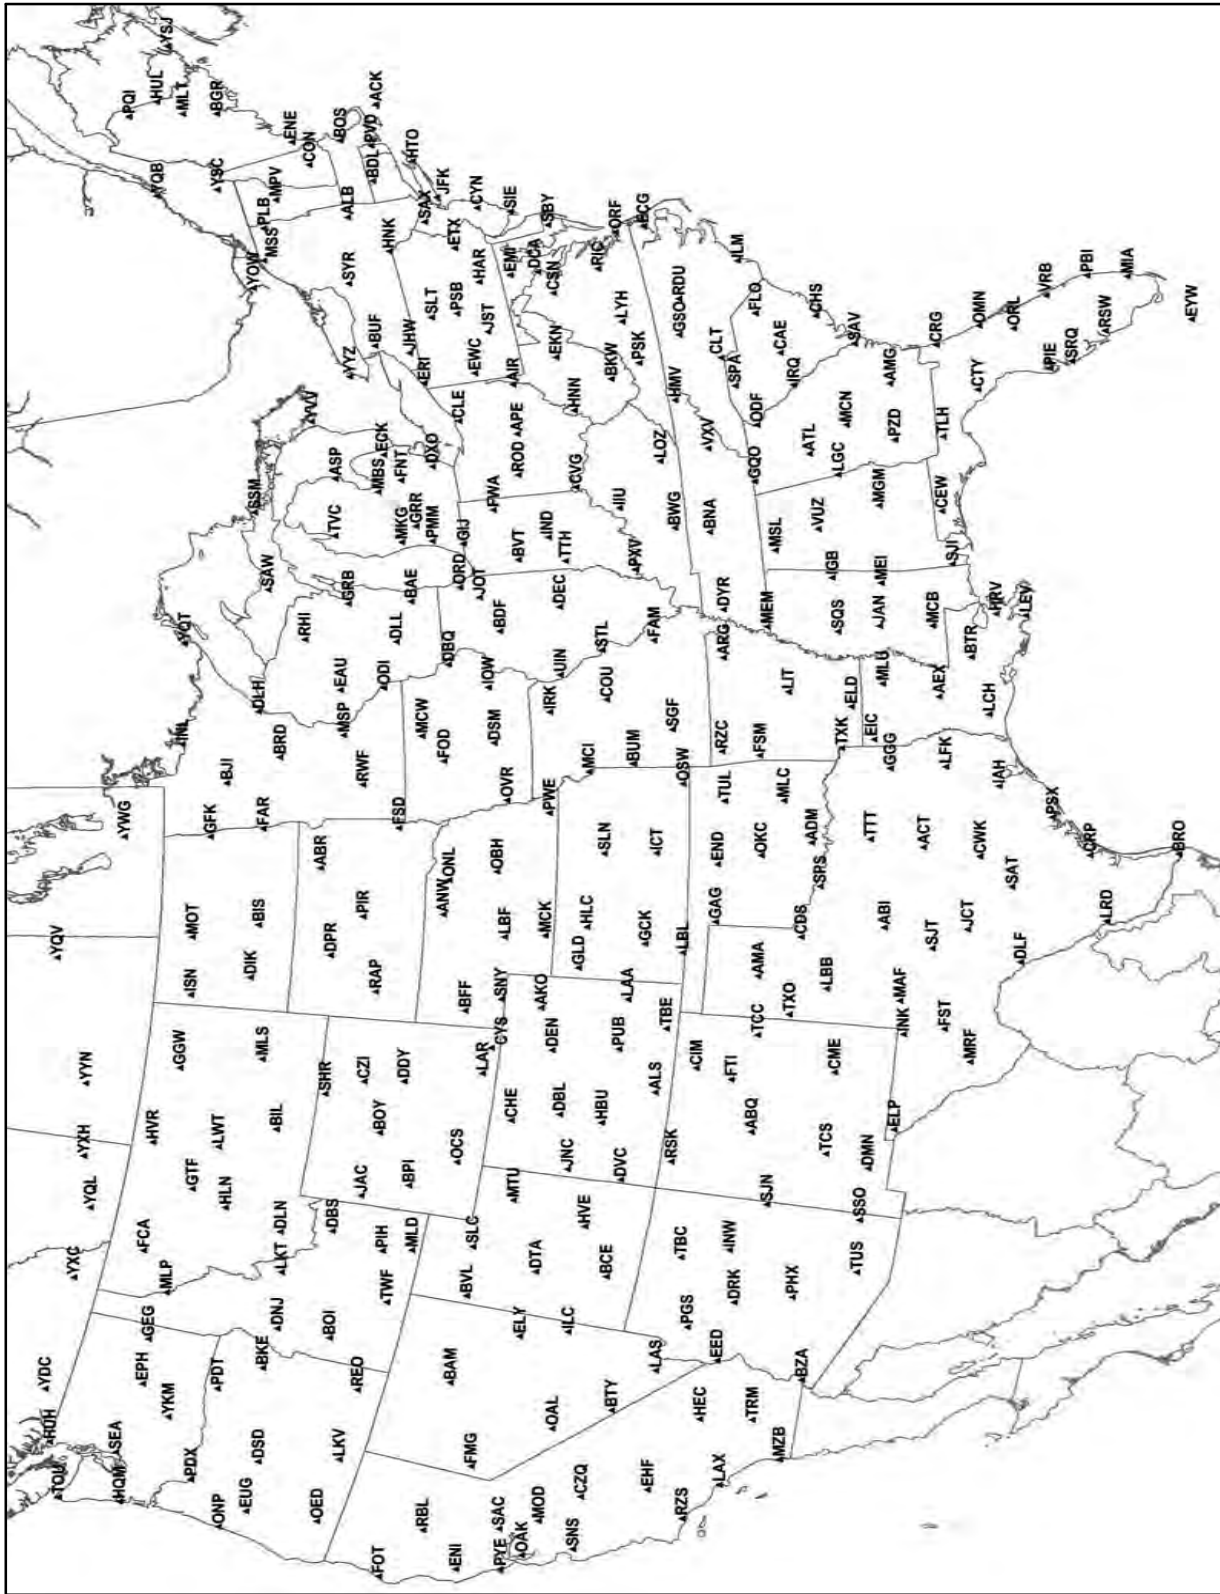 TOU
HUH
YDC
YXC
YQL
YXH
YYN
YQV
YWG
HQM
SEA
EPH
GEG
MLP
FCA
HVR
GGW
ISN
MOT
GFK
INL
YQT
YKM
PDX
PDT
HLN
GTF
LWT
MLS
DIK
BIS
FAR
BJI
BRD
DLH
SAW
SSM
ONP
EUG
DSD
BKE
DNJ
LKT
DLN
BIL
OED
LKV
REO
BOI
DBS
SHR
DPR
ABR
RWF
MSP
EAU
RHI
GRB
TVC
ASP
YVV
FOT
TWF
PIH
MLD
JAC
BPI
BOY
CZI
DDY
RAP
PIR
FSD
MCW
FOD
ODI
DLL
BAE
MKG
GRR
PMM
MBS
FNT
ECK
DXO
RBL
ENI
FMG
BAM
BVL
SLC
OCS
LAR
CYS
BFF
SNY
ANW
ONL
LBF
OBH
OVR
DSM
IOW
DBQ
BDF
ORD
JOT
GIJ
FWA
CLE
PYE
SAC
OAK
MOD
SNS
CZQ
OAL
ELY
ILC
DTA
MTU
CHE
DBL
JNC
DEN
AKO
GLD
MCK
HLC
PWE
IRK
UIN
DEC
BVT
IND
TTH
ROD
APE
AIR
BTY
BCE
HVE
DVC
HBU
PUB
ALS
LAA
TBE
GCK
LBL
SLN
ICT
MCI
BUM
COU
STL
FAM
PXV
IIU
CVG
HNN
BKW
EKN
EHF
RZS
LAX
HEC
TRM
MZB
LAS
EED
PGS
TBC
DRK
INW
PHX
BZA
TUS
SSO
SJN
RSK
ABQ
CIM
FTI
TCC
TXO
AMA
GAG
END
OKC
TUL
OSW
SGF
RZC
FSM
MLC
ADM
SPS
CDS
LBB
CME
TCS
DMN
ELP
INK
MAF
FST
MRF
ABI
SJT
JCT
DLF
LRD
SAT
CWK
ACT
TTT
GGG
EIC
TXK
ELD
LIT
ARG
DYR
MEM
BWG
BNA
LOZ
VXV
HMV
PSK
LYH
RIC
ORF
ECG
GSO
RDU
CLT
SPA
ODF
GQO
MSL
IGB
VUZ
SQS
JAN
MEI
MLU
AEX
LFK
IAH
PSX
CRP
BRO
LCH
BTR
MCB
HRV
LEV
SJI
CEW
MGM
LGC
ATL
MCN
PZD
TLH
AMG
IRQ
CAE
FLO
ILM
CHS
SAV
CRG
CTY
OMN
ORL
PIE
SRQ
RSW
VRB
PBI
MIA
EYW
YSJ
PQI
HUL
MLT
BGR
YQB
YSC
MPV
PLB
MSS
YOW
ENE
CON
BOS
PVD
BDL
ACK
HTO
ALB
SYR
HNK
SAX
JFK
CYN
SIE
SBY
BUF
YYZ
JHW
ERI
SLT
PSB
ETX
HAR
EMI
DCA
CSN
JST
EWC